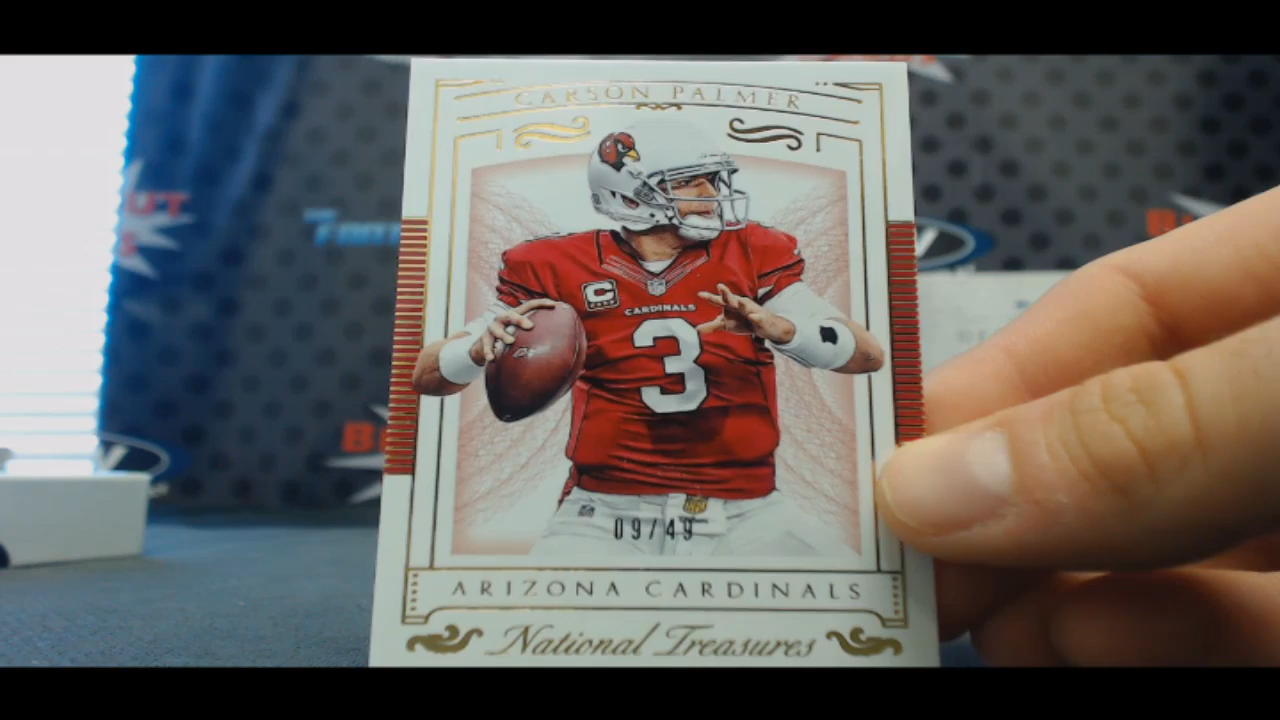 CARSON PALMER
C
CARDINALS
3
09/49
ARIZONA CARDINALS
National Treasures